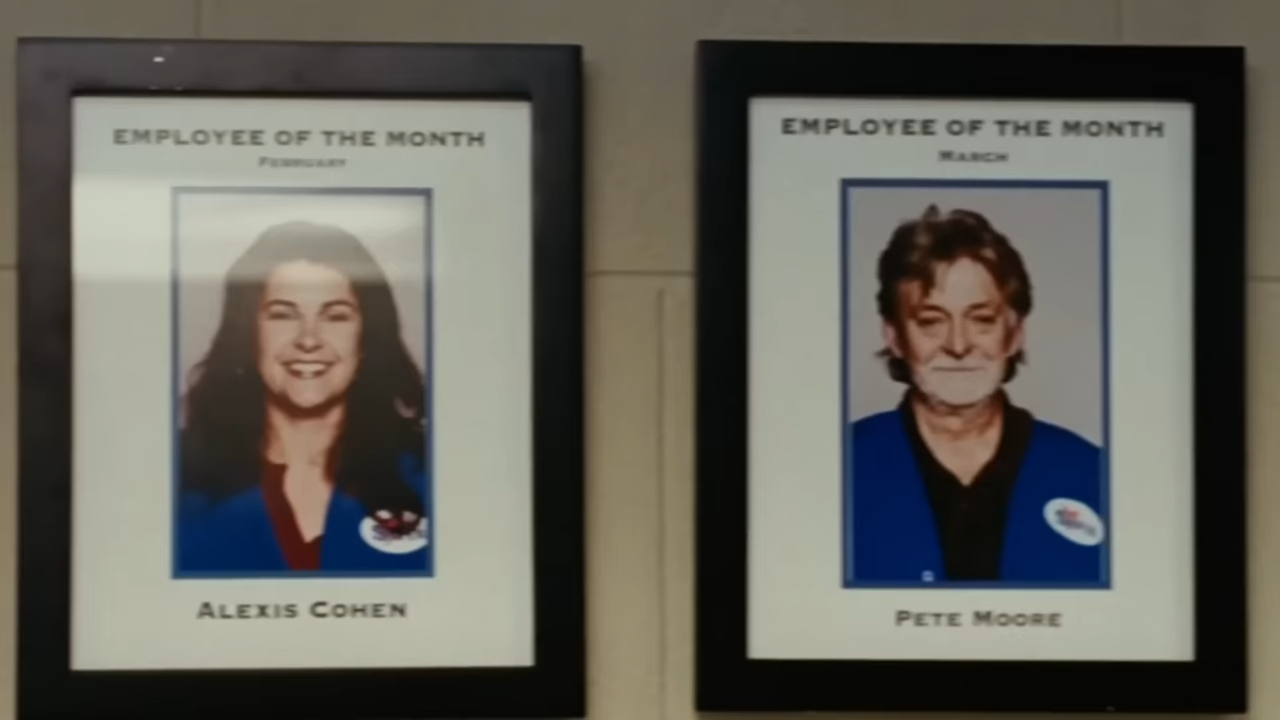 EMPLOYEE OF THE MONTH
FEBRUARY
ALEXIS COHEN
EMPLOYEE OF THE MONTH
MARCH
PETE MOORE